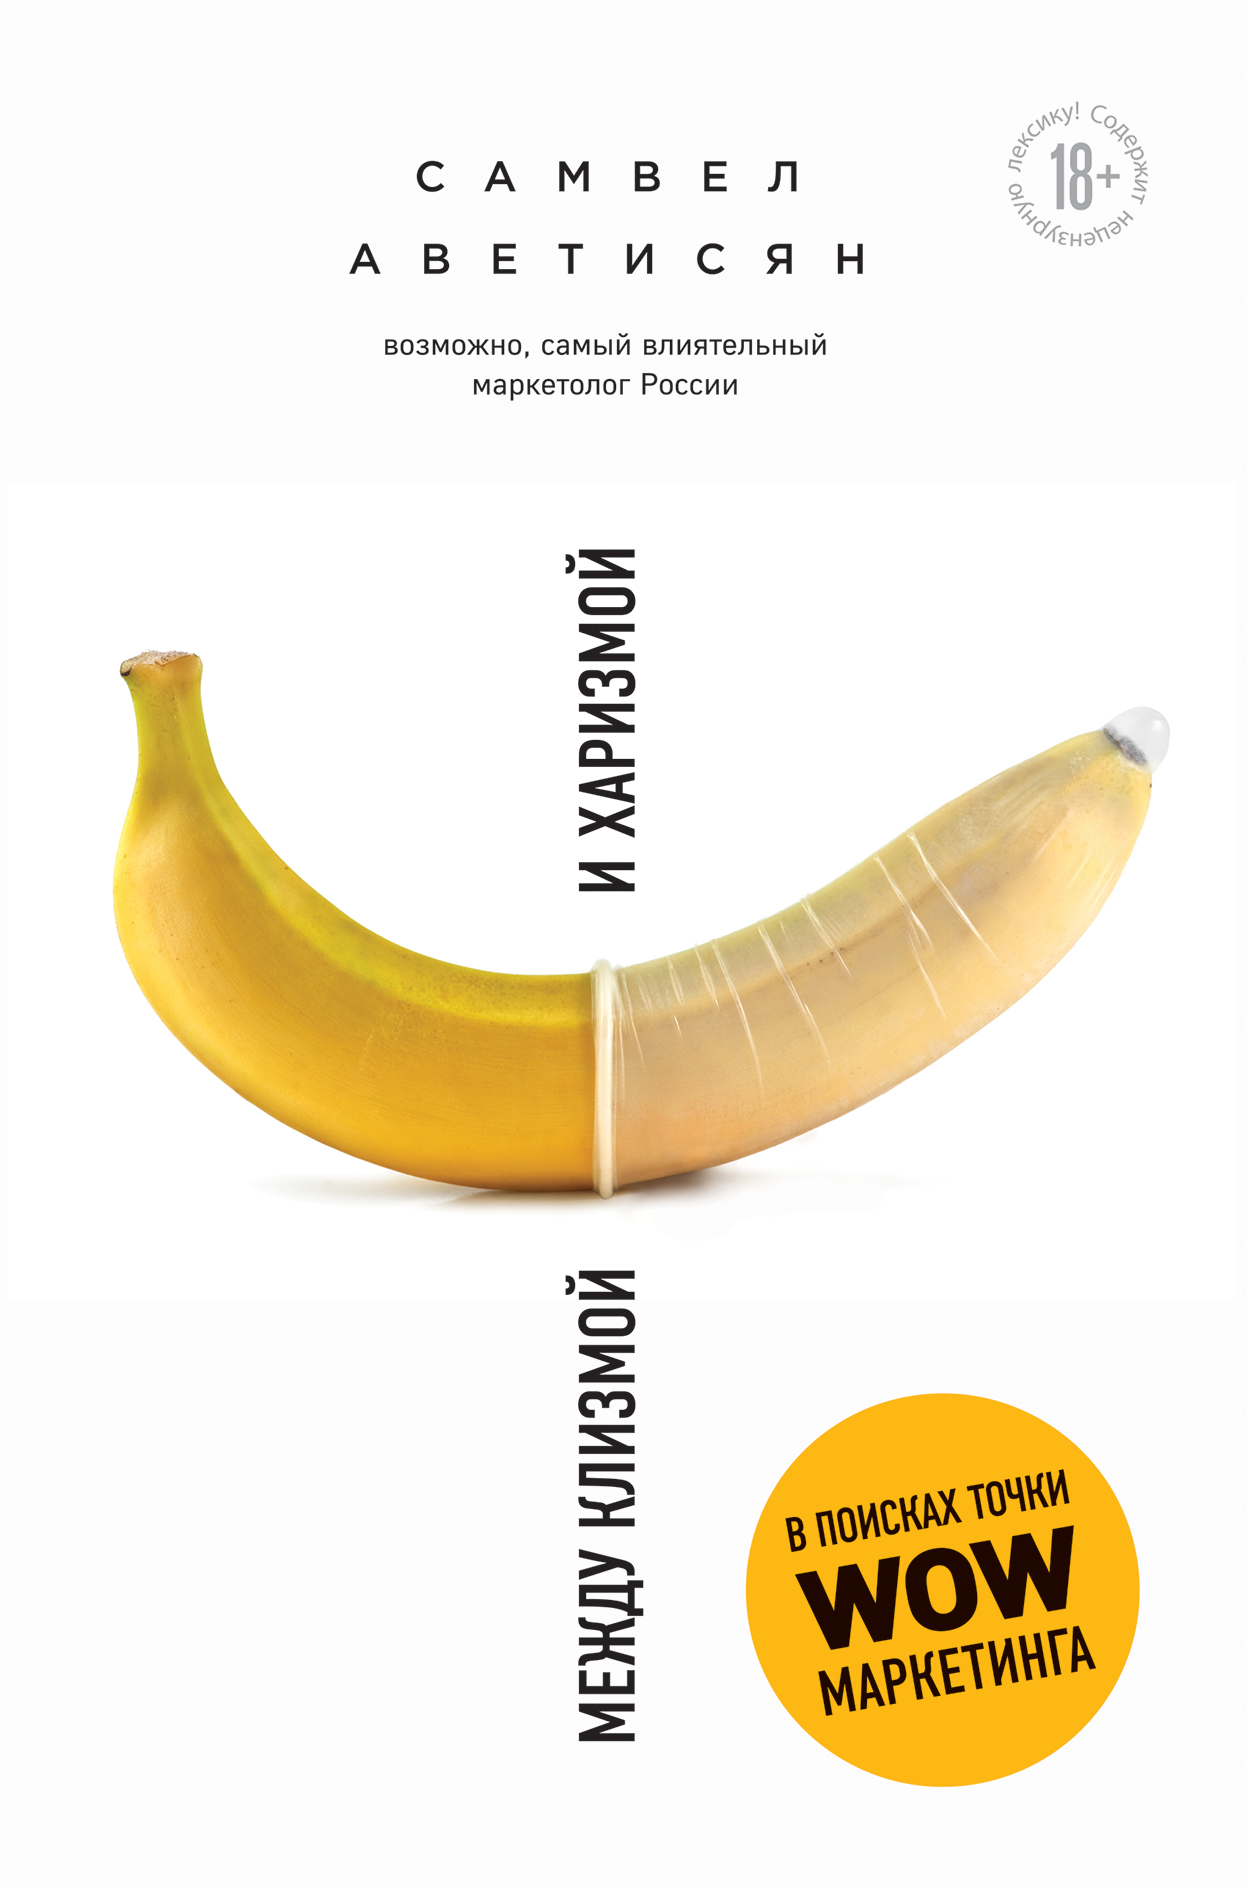 САМВЕЛ
АВЕТИСЯН
возможно, самый влиятельный
маркетолог России
Содержит нецензурную лексику!
18+
МЕЖДУ КЛИЗМОЙ И ХАРИЗМОЙ
В ПОИСКАХ ТОЧКИ
WOW
МАРКЕТИНГА